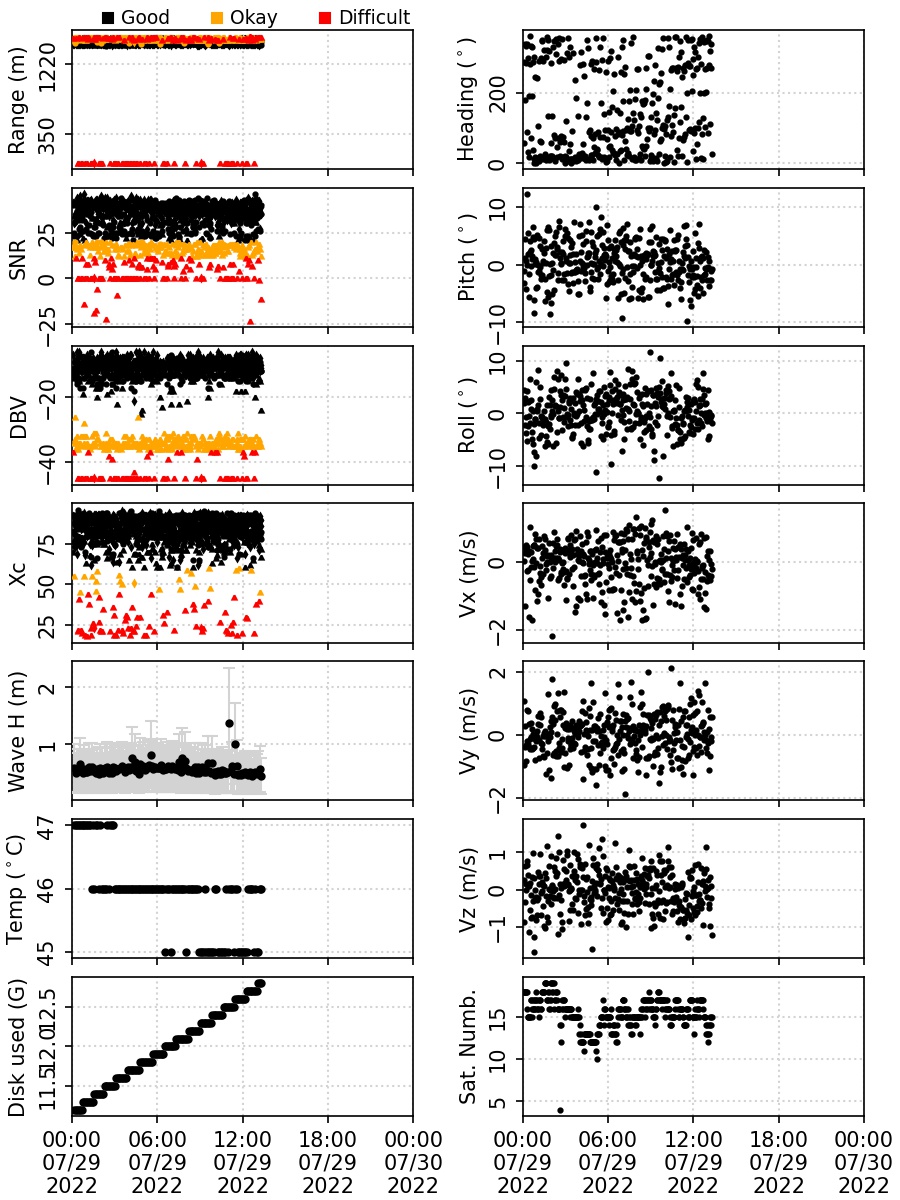 Good Okay Difficult
Range (m)
1220
350
Heading (°)
200
0
SNR
25
0
−25
Pitch (°)
10
0
−10
DBV
−20
−40
Roll (°)
10
0
−10
Xc
75
50
25
Vx (m/s)
0
−2
Wave H (m)
2
1
Vy (m/s)
2
0
−2
Temp (°C)
47
46
45
Vz (m/s)
1
0
−1
Disk used (G)
12.5
12.0
11.5
Sat. Numb.
15
10
5
00:00 06:00 12:00 18:00 00:00
07/29 07/29 07/29 07/29 07/30
2022 2022 2022 2022 2022
00:00 06:00 12:00 18:00 00:00
07/29 07/29 07/29 07/29 07/30
2022 2022 2022 2022 2022